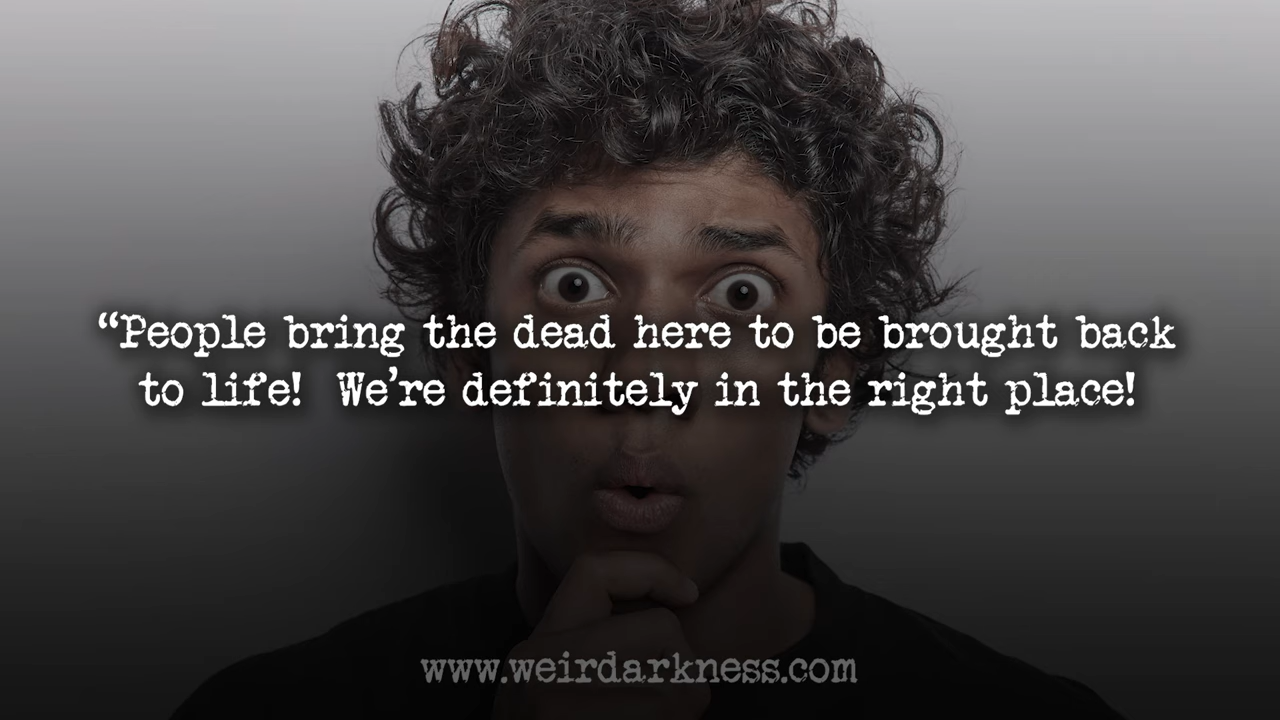 “People bring the dead here to be brought back
to life!  We’re definitely in the right place!
www.weirdarkness.com